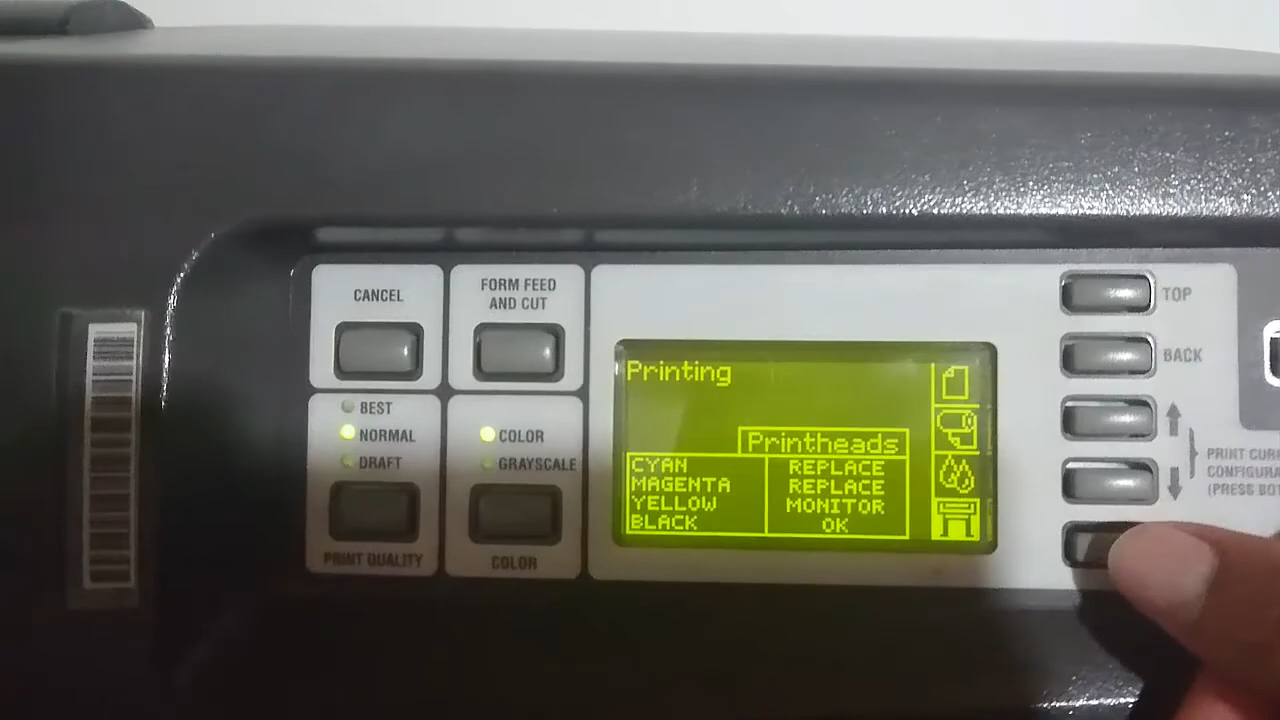 CANCEL
FORM FEED
AND CUT
BEST
NORMAL
DRAFT
PRINT QUALITY
COLOR
GRAYSCALE
COLOR
Printing
Printheads
CYAN REPLACE
MAGENTA REPLACE
YELLOW MONITOR
BLACK OK
TOP
BACK
PRINT CURR
CONFIGURA
(PRESS BOT